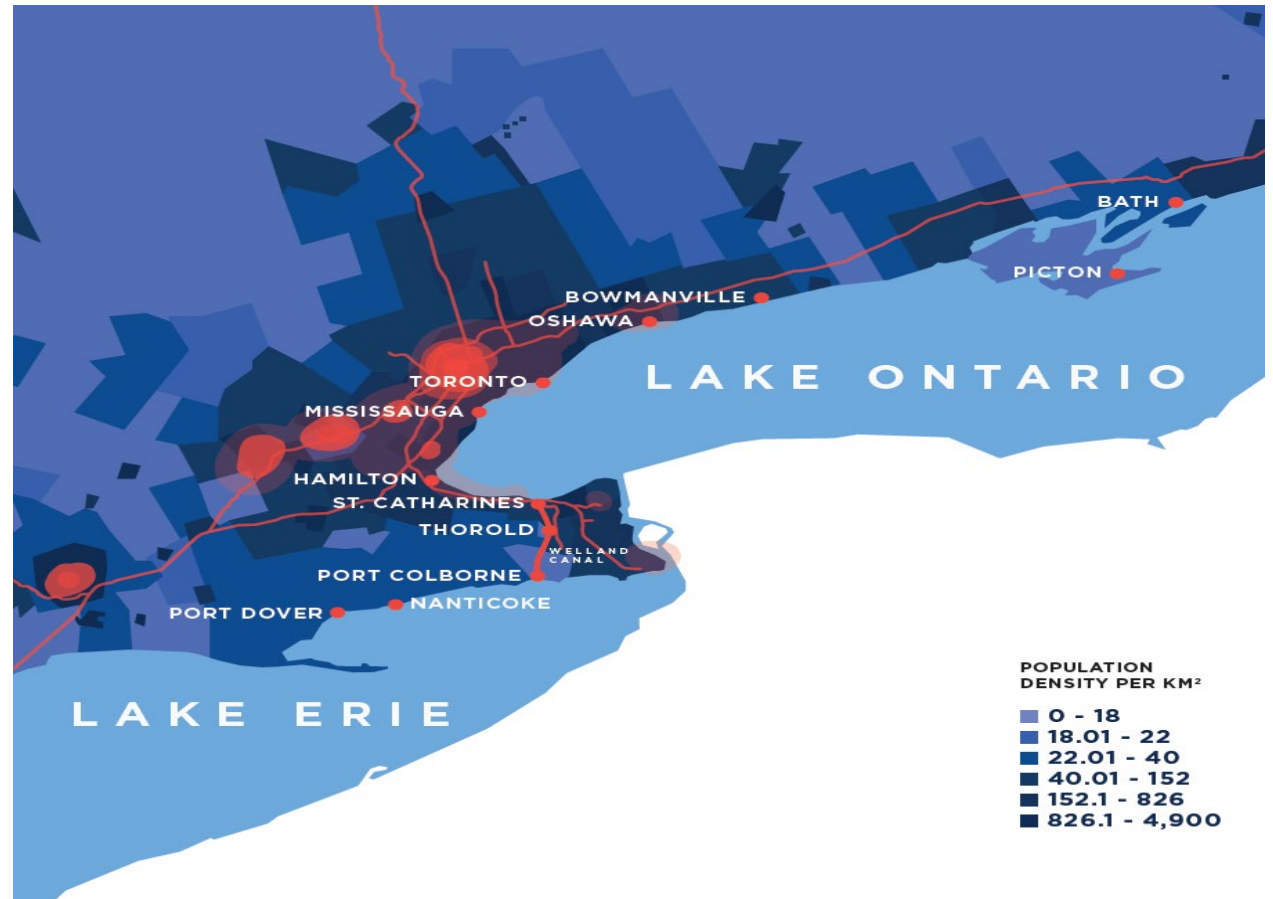 BATH
PICTON
BOWMANVILLE
OSHAWA
TORONTO
LAKE ONTARIO
MISSISSAUGA
HAMILTON
ST. CATHARINES
THOROLD
WELLAND
CANAL
PORT COLBORNE
NANTICOKE
PORT DOVER
LAKE ERIE
POPULATION
DENSITY PER KM²
0 - 18
18.01 - 22
22.01 - 40
40.01 - 152
152.1 - 826
826.1 - 4,900